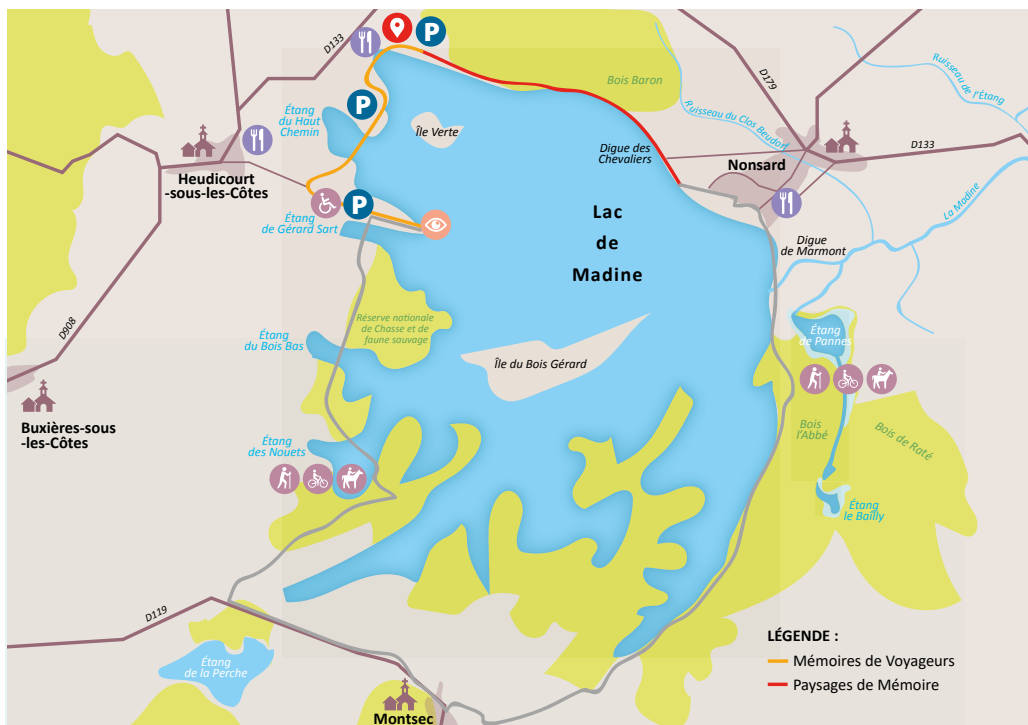 D133
P
Bois Baron
D179
Ruisseau
de l'Étang
Étang
du Haut
Chemin
P
Île Verte
Ruisseau du Clos Beudort
Digue des
Chevaliers
D133
Nonsard
Heudicourt
-sous-les-Côtes
P
Étang
de Gérard Sart
Lac
de
Madine
La Madine
Digue
de Marmont
D908
Réserve nationale
de Chasse et de
faune sauvage
Étang
du Bois Bas
Étang
de Pannes
Île du Bois Gérard
Buxières-sous
-les-Côtes
Bois
l'Abbé
Bois de Raté
Étang
des Nouets
Étang
le Bailly
D119
Étang
de la Perche
Montsec
LÉGENDE :
Mémoires de Voyageurs
Paysages de Mémoire